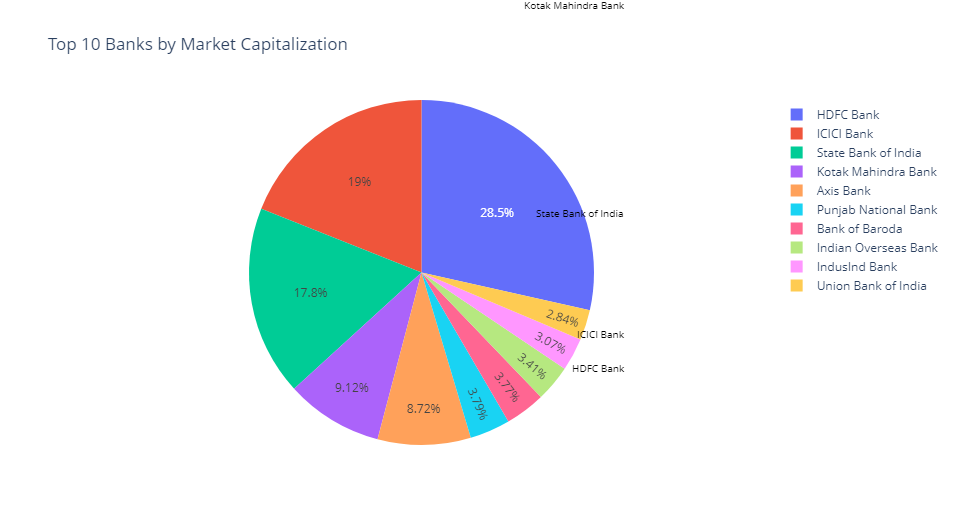 Kotak Mahindra Bank
Top 10 Banks by Market Capitalization
HDFC Bank
ICICI Bank
State Bank of India
Kotak Mahindra Bank
Axis Bank
Punjab National Bank
Bank of Baroda
Indian Overseas Bank
IndusInd Bank
Union Bank of India
19%
28.5%
State Bank of India
17.8%
2.84%
ICICI Bank
3.07%
3.41%
HDFC Bank
9.12%
3.77%
3.79%
8.72%